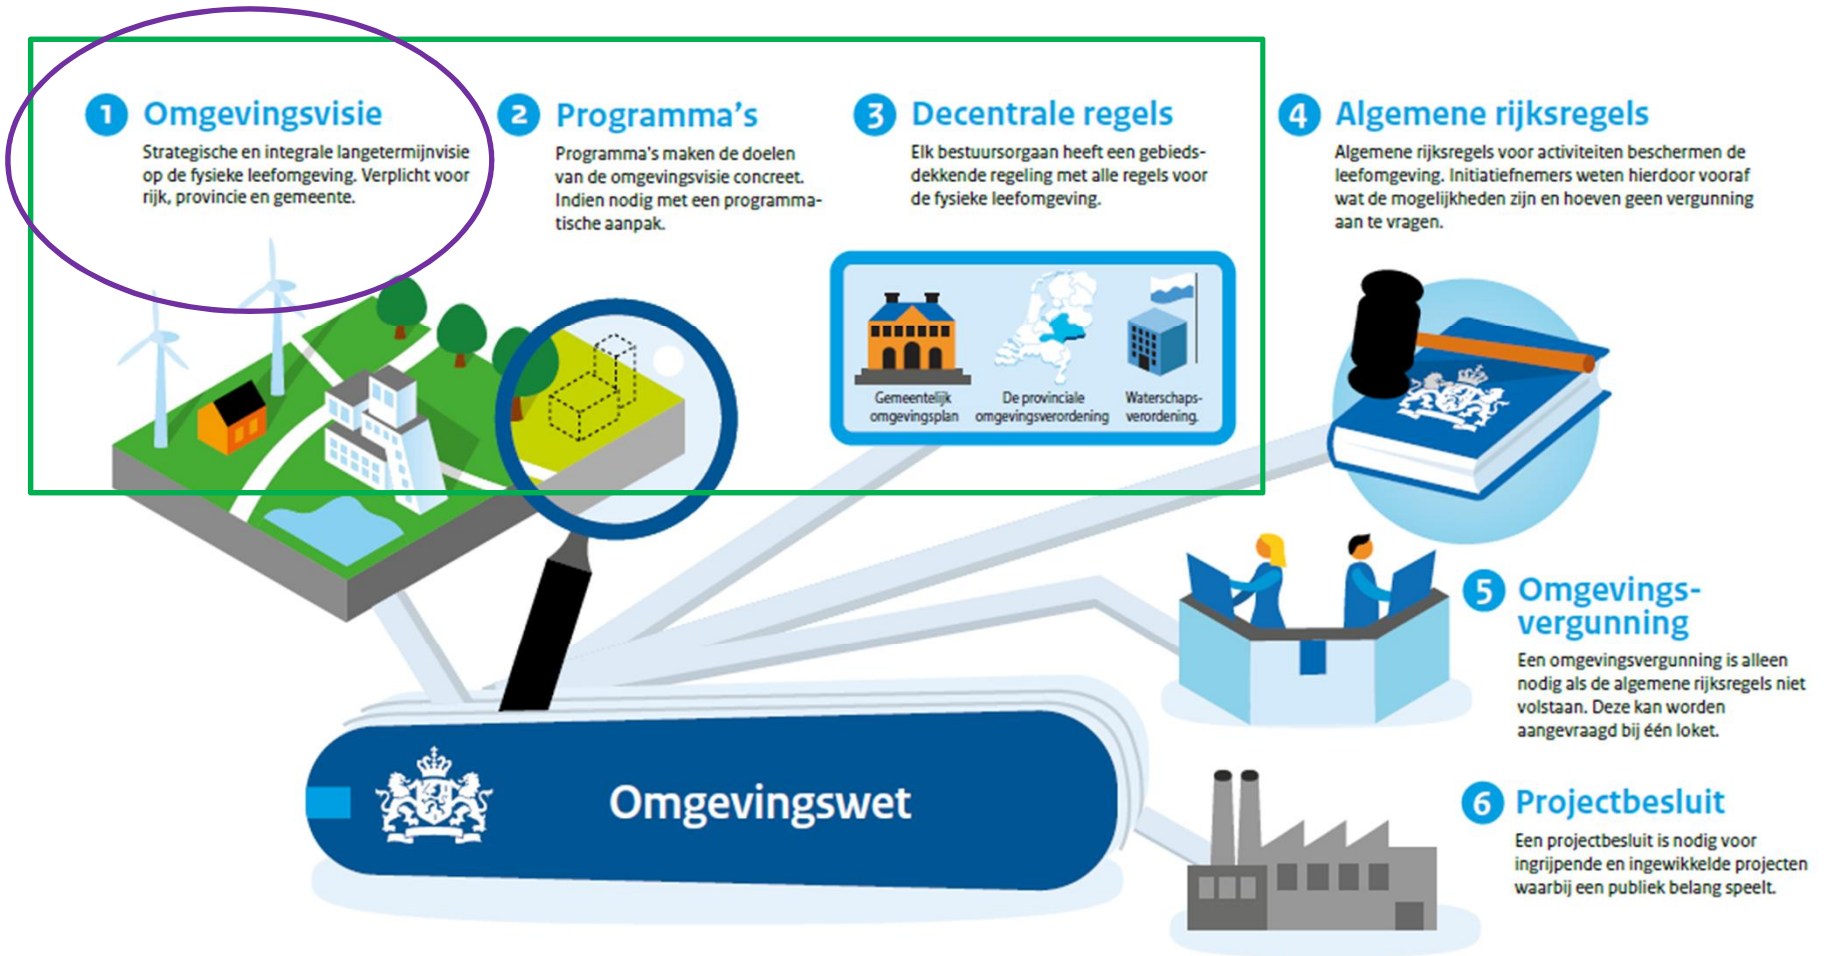 1 Omgevingsvisie
Strategische en integrale langetermijnvisie
op de fysieke leefomgeving. Verplicht voor
rijk, provincie en gemeente.
2 Programma's
Programma's maken de doelen
van de omgevingsvisie concreet.
Indien nodig met een programma-
tische aanpak.
3 Decentrale regels
Elk bestuursorgaan heeft een gebieds-
dekkende regeling met alle regels voor
de fysieke leefomgeving.
Gemeentelijk
omgevingsplan
De provinciale
omgevingsverordening
Waterschaps-
verordening.
4 Algemene rijksregels
Algemene rijksregels voor activiteiten beschermen de
leefomgeving. Initiatiefnemers weten hierdoor vooraf
wat de mogelijkheden zijn en hoeven geen vergunning
aan te vragen.
5 Omgevings-
vergunning
Een omgevingsvergunning is alleen
nodig als de algemene rijksregels niet
volstaan. Deze kan worden
aangevraagd bij één loket.
6 Projectbesluit
Een projectbesluit is nodig voor
ingrijpende en ingewikkelde projecten
waarbij een publiek belang speelt.
Omgevingswet